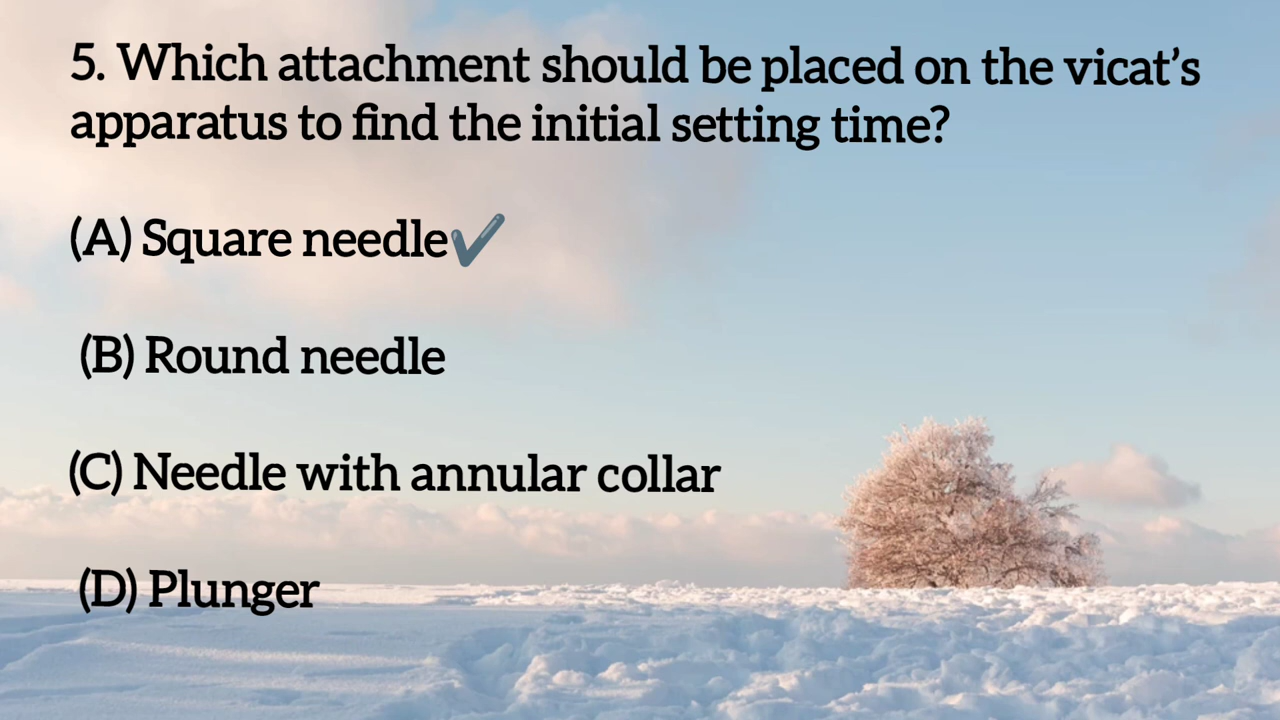 5. Which attachment should be placed on the vicat’s
apparatus to find the initial setting time?
(A) Square needle✔
(B) Round needle
(C) Needle with annular collar
(D) Plunger